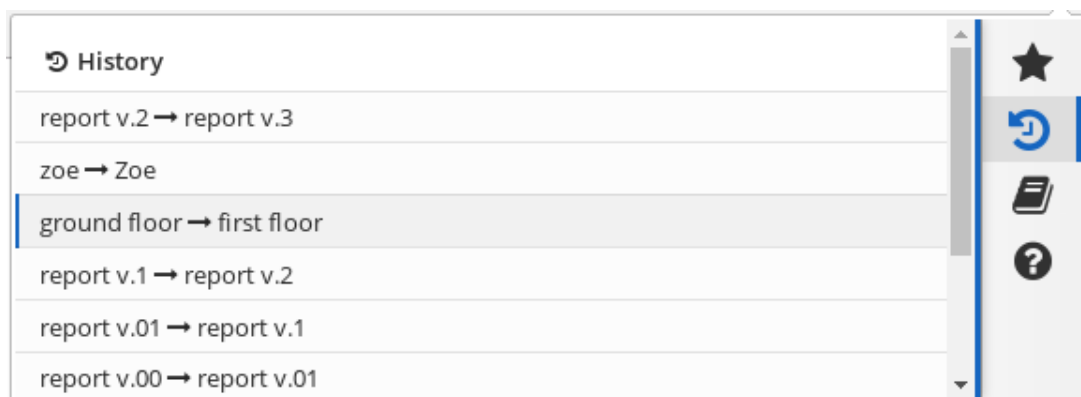 History
report v.2 → report v.3
zoe → Zoe
ground floor → first floor
report v.1 → report v.2
report v.01 → report v.1
report v.00 → report v.01